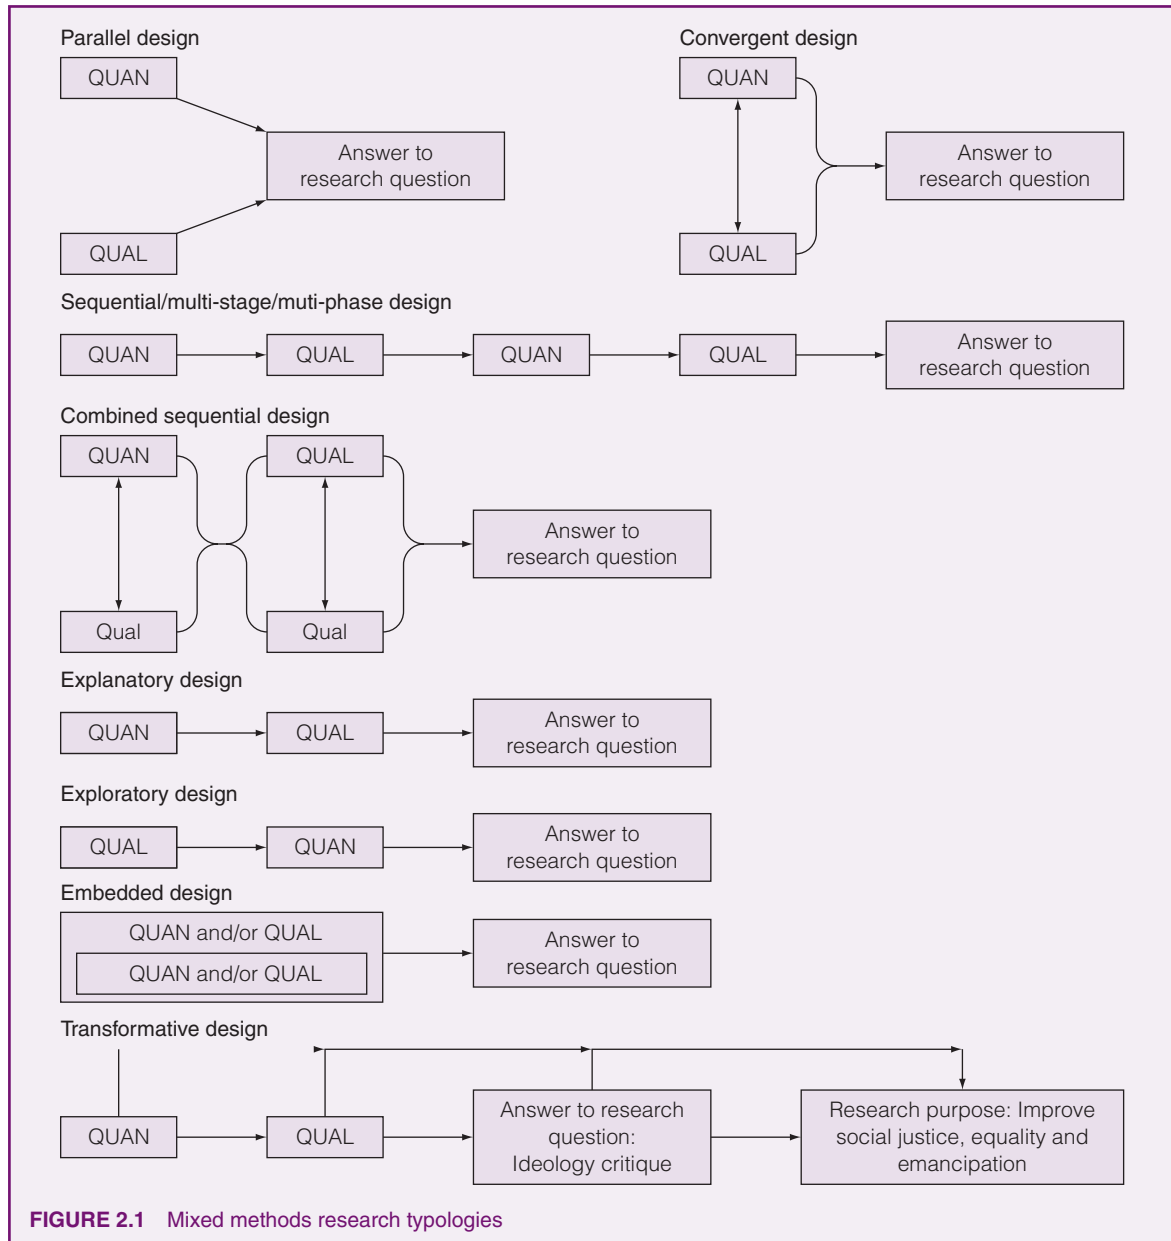 Parallel design
QUAN
Answer to
research question
QUAL
Convergent design
QUAN
Answer to
research question
QUAL
Sequential/multi-stage/muti-phase design
QUAN
QUAL
QUAN
QUAL
Answer to
research question
Combined sequential design
QUAN
QUAL
Answer to
research question
Qual
Qual
Explanatory design
QUAN
QUAL
Answer to
research question
Exploratory design
QUAL
QUAN
Answer to
research question
Embedded design
QUAN and/or QUAL
QUAN and/or QUAL
Answer to
research question
Transformative design
QUAN
QUAL
Answer to research
question:
Ideology critique
Research purpose: Improve
social justice, equality and
emancipation
FIGURE 2.1 Mixed methods research typologies